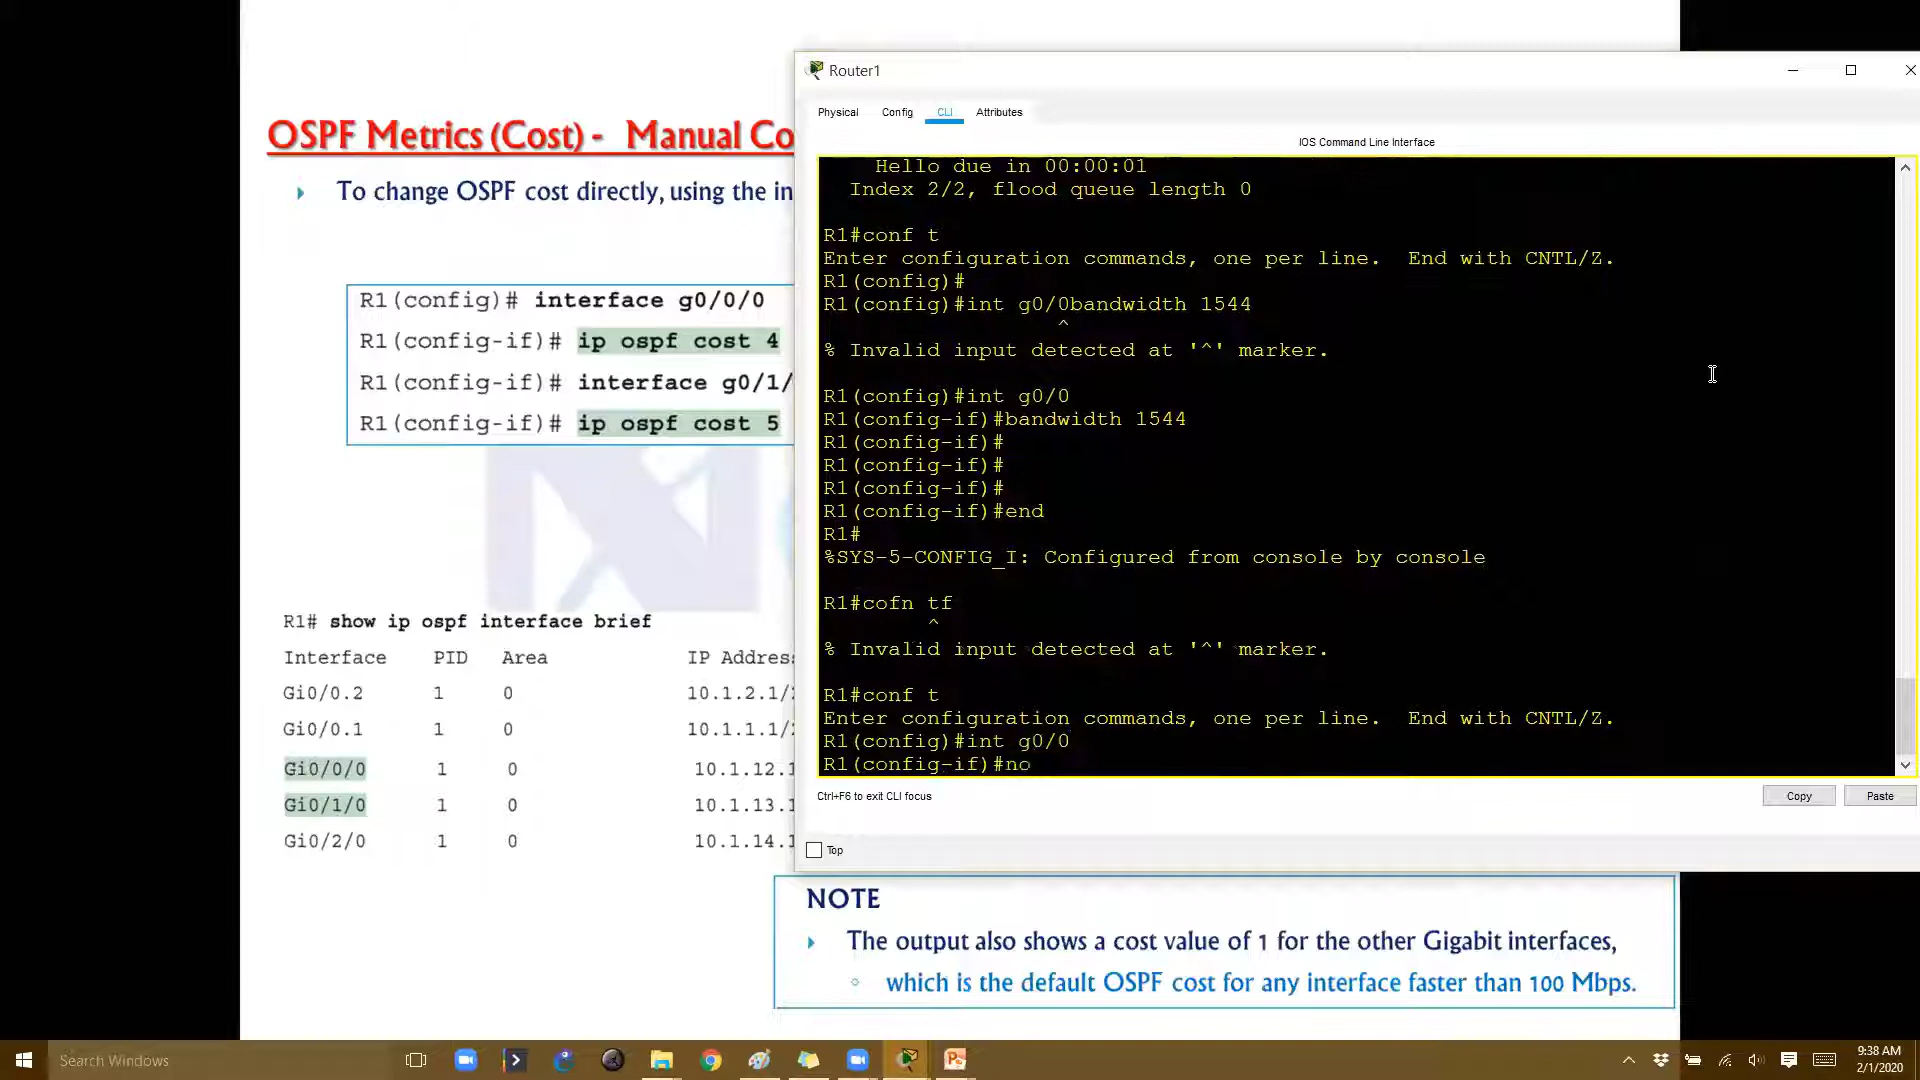 OSPF Metrics (Cost) - Manual Co
To change OSPF cost directly, using the in
R1(config)# interface g0/0/0
R1(config-if)# ip ospf cost 4
R1(config-if)# interface g0/1/
R1(config-if)# ip ospf cost 5
R1# show ip ospf interface brief
Interface PID Area IP Address
Gi0/0.2 1 0 10.1.2.1/2
Gi0/0.1 1 0 10.1.1.1/2
Gi0/0/0 1 0 10.1.12.1
Gi0/1/0 1 0 10.1.13.1
Gi0/2/0 1 0 10.1.14.1
Router1
Physical Config CLI Attributes
IOS Command Line Interface
Hello due in 00:00:01
Index 2/2, flood queue length 0
R1#conf t
Enter configuration commands, one per line. End with CNTL/Z.
R1(config)#
R1(config)#int g0/0bandwidth 1544
^
% Invalid input detected at '^' marker.
R1(config)#int g0/0
R1(config-if)#bandwidth 1544
R1(config-if)#
R1(config-if)#
R1(config-if)#
R1(config-if)#end
R1#
%SYS-5-CONFIG_I: Configured from console by console
R1#cofn tf
^
% Invalid input detected at '^' marker.
R1#conf t
Enter configuration commands, one per line. End with CNTL/Z.
R1(config)#int g0/0
R1(config-if)#no
Ctrl+F6 to exit CLI focus
Copy Paste
Top
NOTE
The output also shows a cost value of 1 for the other Gigabit interfaces,
which is the default OSPF cost for any interface faster than 100 Mbps.
Search Windows
9:38 AM
2/1/2020